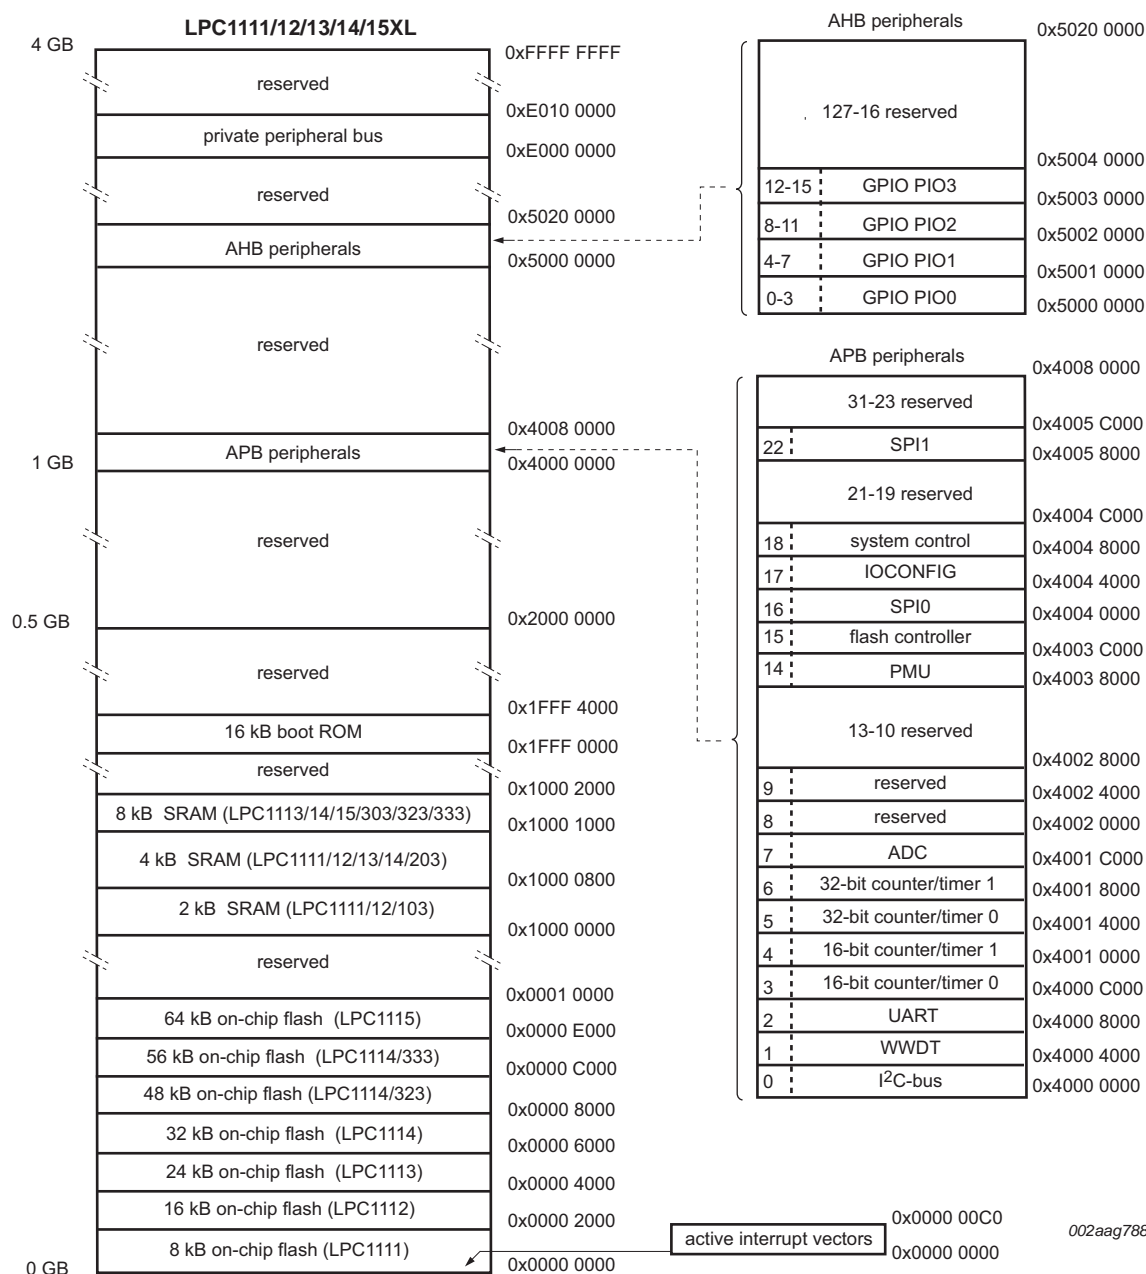 LPC1111/12/13/14/15XL
4 GB
0xFFFF FFFF
reserved
0xE010 0000
private peripheral bus
0xE000 0000
reserved
0x5020 0000
AHB peripherals
0x5000 0000
reserved
0x4008 0000
APB peripherals
1 GB
0x4000 0000
reserved
0.5 GB
0x2000 0000
reserved
0x1FFF 4000
16 kB boot ROM
0x1FFF 0000
reserved
0x1000 2000
8 kB SRAM (LPC1113/14/15/303/323/333)
0x1000 1000
4 kB SRAM (LPC1111/12/13/14/203)
0x1000 0800
2 kB SRAM (LPC1111/12/103)
0x1000 0000
reserved
0x0001 0000
64 kB on-chip flash (LPC1115)
0x0000 E000
56 kB on-chip flash (LPC1114/333)
0x0000 C000
48 kB on-chip flash (LPC1114/323)
0x0000 8000
32 kB on-chip flash (LPC1114)
0x0000 6000
24 kB on-chip flash (LPC1113)
0x0000 4000
16 kB on-chip flash (LPC1112)
0x0000 2000
8 kB on-chip flash (LPC1111)
0x0000 0000
0 GB
AHB peripherals
0x5020 0000
127-16 reserved
0x5004 0000
12-15 GPIO PIO3
0x5003 0000
8-11 GPIO PIO2
0x5002 0000
4-7 GPIO PIO1
0x5001 0000
0-3 GPIO PIO0
0x5000 0000
APB peripherals
0x4008 0000
31-23 reserved
0x4005 C000
22 SPI1
0x4005 8000
21-19 reserved
0x4004 C000
18 system control
0x4004 8000
17 IOCONFIG
0x4004 4000
16 SPI0
0x4004 0000
15 flash controller
0x4003 C000
14 PMU
0x4003 8000
13-10 reserved
0x4002 8000
9 reserved
0x4002 4000
8 reserved
0x4002 0000
7 ADC
0x4001 C000
6 32-bit counter/timer 1
0x4001 8000
5 32-bit counter/timer 0
0x4001 4000
4 16-bit counter/timer 1
0x4001 0000
3 16-bit counter/timer 0
0x4000 C000
2 UART
0x4000 8000
1 WWDT
0x4000 4000
0 I2C-bus
0x4000 0000
0x0000 00C0
active interrupt vectors
0x0000 0000
002aag788